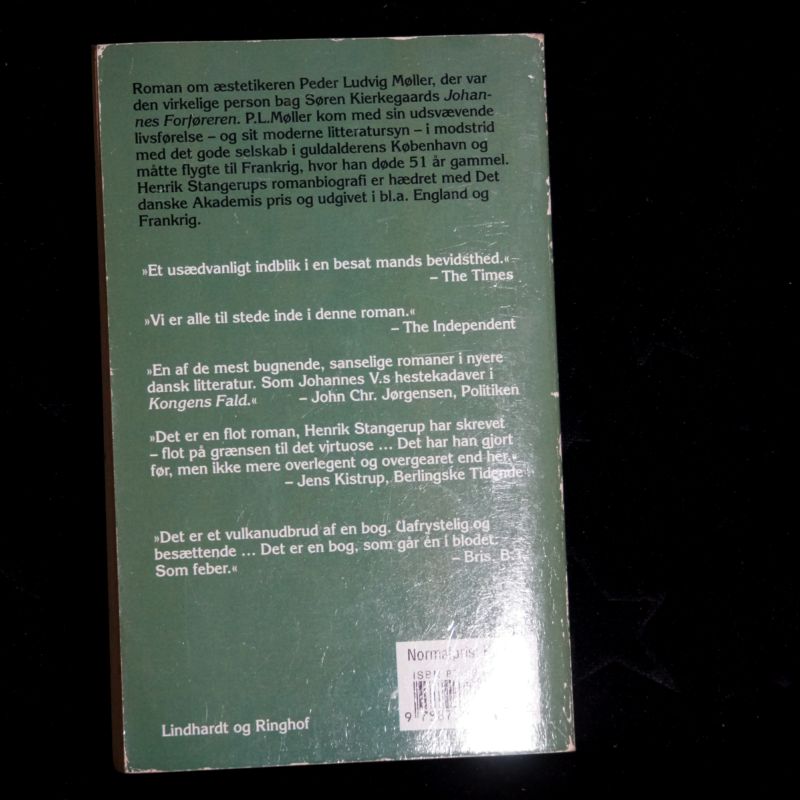 Roman om æstetikeren Peder Ludvig Møller, der var
den virkelige person bag Søren Kierkegaards Johan-
nes Forføreren. P.L.Møller kom med sin udsvævende
livsførelse – og sit moderne litteratursyn – i modstrid
med det gode selskab i guldalderens København og
måtte flygte til Frankrig, hvor han døde 51 år gammel.
Henrik Stangerups romanbiografi er hædret med Det
danske Akademis pris og udgivet i bl.a. England og
Frankrig.
»Et usædvanligt indblik i en besat mands bevidsthed.«
– The Times
»Vi er alle til stede inde i denne roman.«
– The Independent
»En af de mest bugnende, sanselige romaner i nyere
dansk litteratur. Som Johannes V.s hestekadaver i
Kongens Fald.« – John Chr. Jørgensen, Politiken
»Det er en flot roman, Henrik Stangerup har skrevet
– flot på grænsen til det virtuose ... Det har han gjort
før, men ikke mere overlegent og overgearet end her.«
– Jens Kistrup, Berlingske Tidende
»Det er et vulkanudbrud af en bog. Uafrystelig og
besættende ... Det er en bog, som går én i blodet.
Som feber.« – Bris, B.T.
Normalpris:
ISBN 8
9 788
Lindhardt og Ringhof